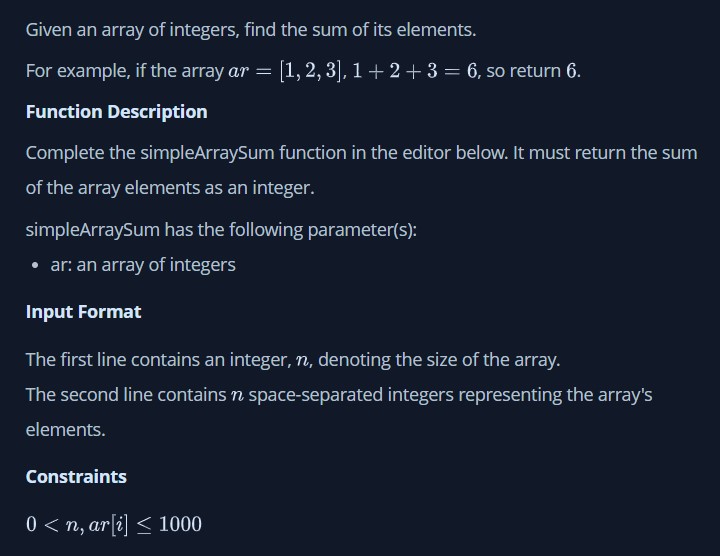 Given an array of integers, find the sum of its elements.
For example, if the array ar = [1, 2, 3], 1 + 2 + 3 = 6, so return 6.
Function Description
Complete the simpleArraySum function in the editor below. It must return the sum
of the array elements as an integer.
simpleArraySum has the following parameter(s):
• ar: an array of integers
Input Format
The first line contains an integer, n, denoting the size of the array.
The second line contains n space-separated integers representing the array's
elements.
Constraints
0 < n, ar[i] ≤ 1000